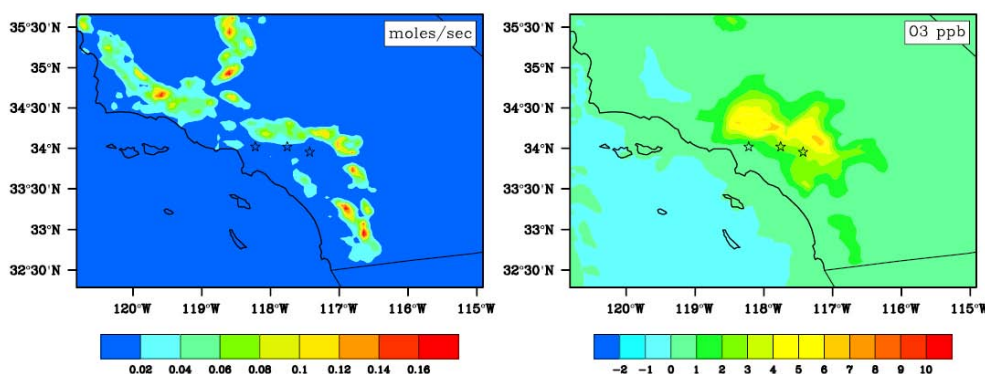 35°30'N
35°N
34°30'N
34°N
33°30'N
33°N
32°30'N
120°W 119°W 118°W 117°W 116°W 115°W
moles/sec
0.02 0.04 0.06 0.08 0.1 0.12 0.14 0.16
35°30'N
35°N
34°30'N
34°N
33°30'N
33°N
32°30'N
120°W 119°W 118°W 117°W 116°W 115°W
O3 ppb
-2 -1 0 1 2 3 4 5 6 7 8 9 10